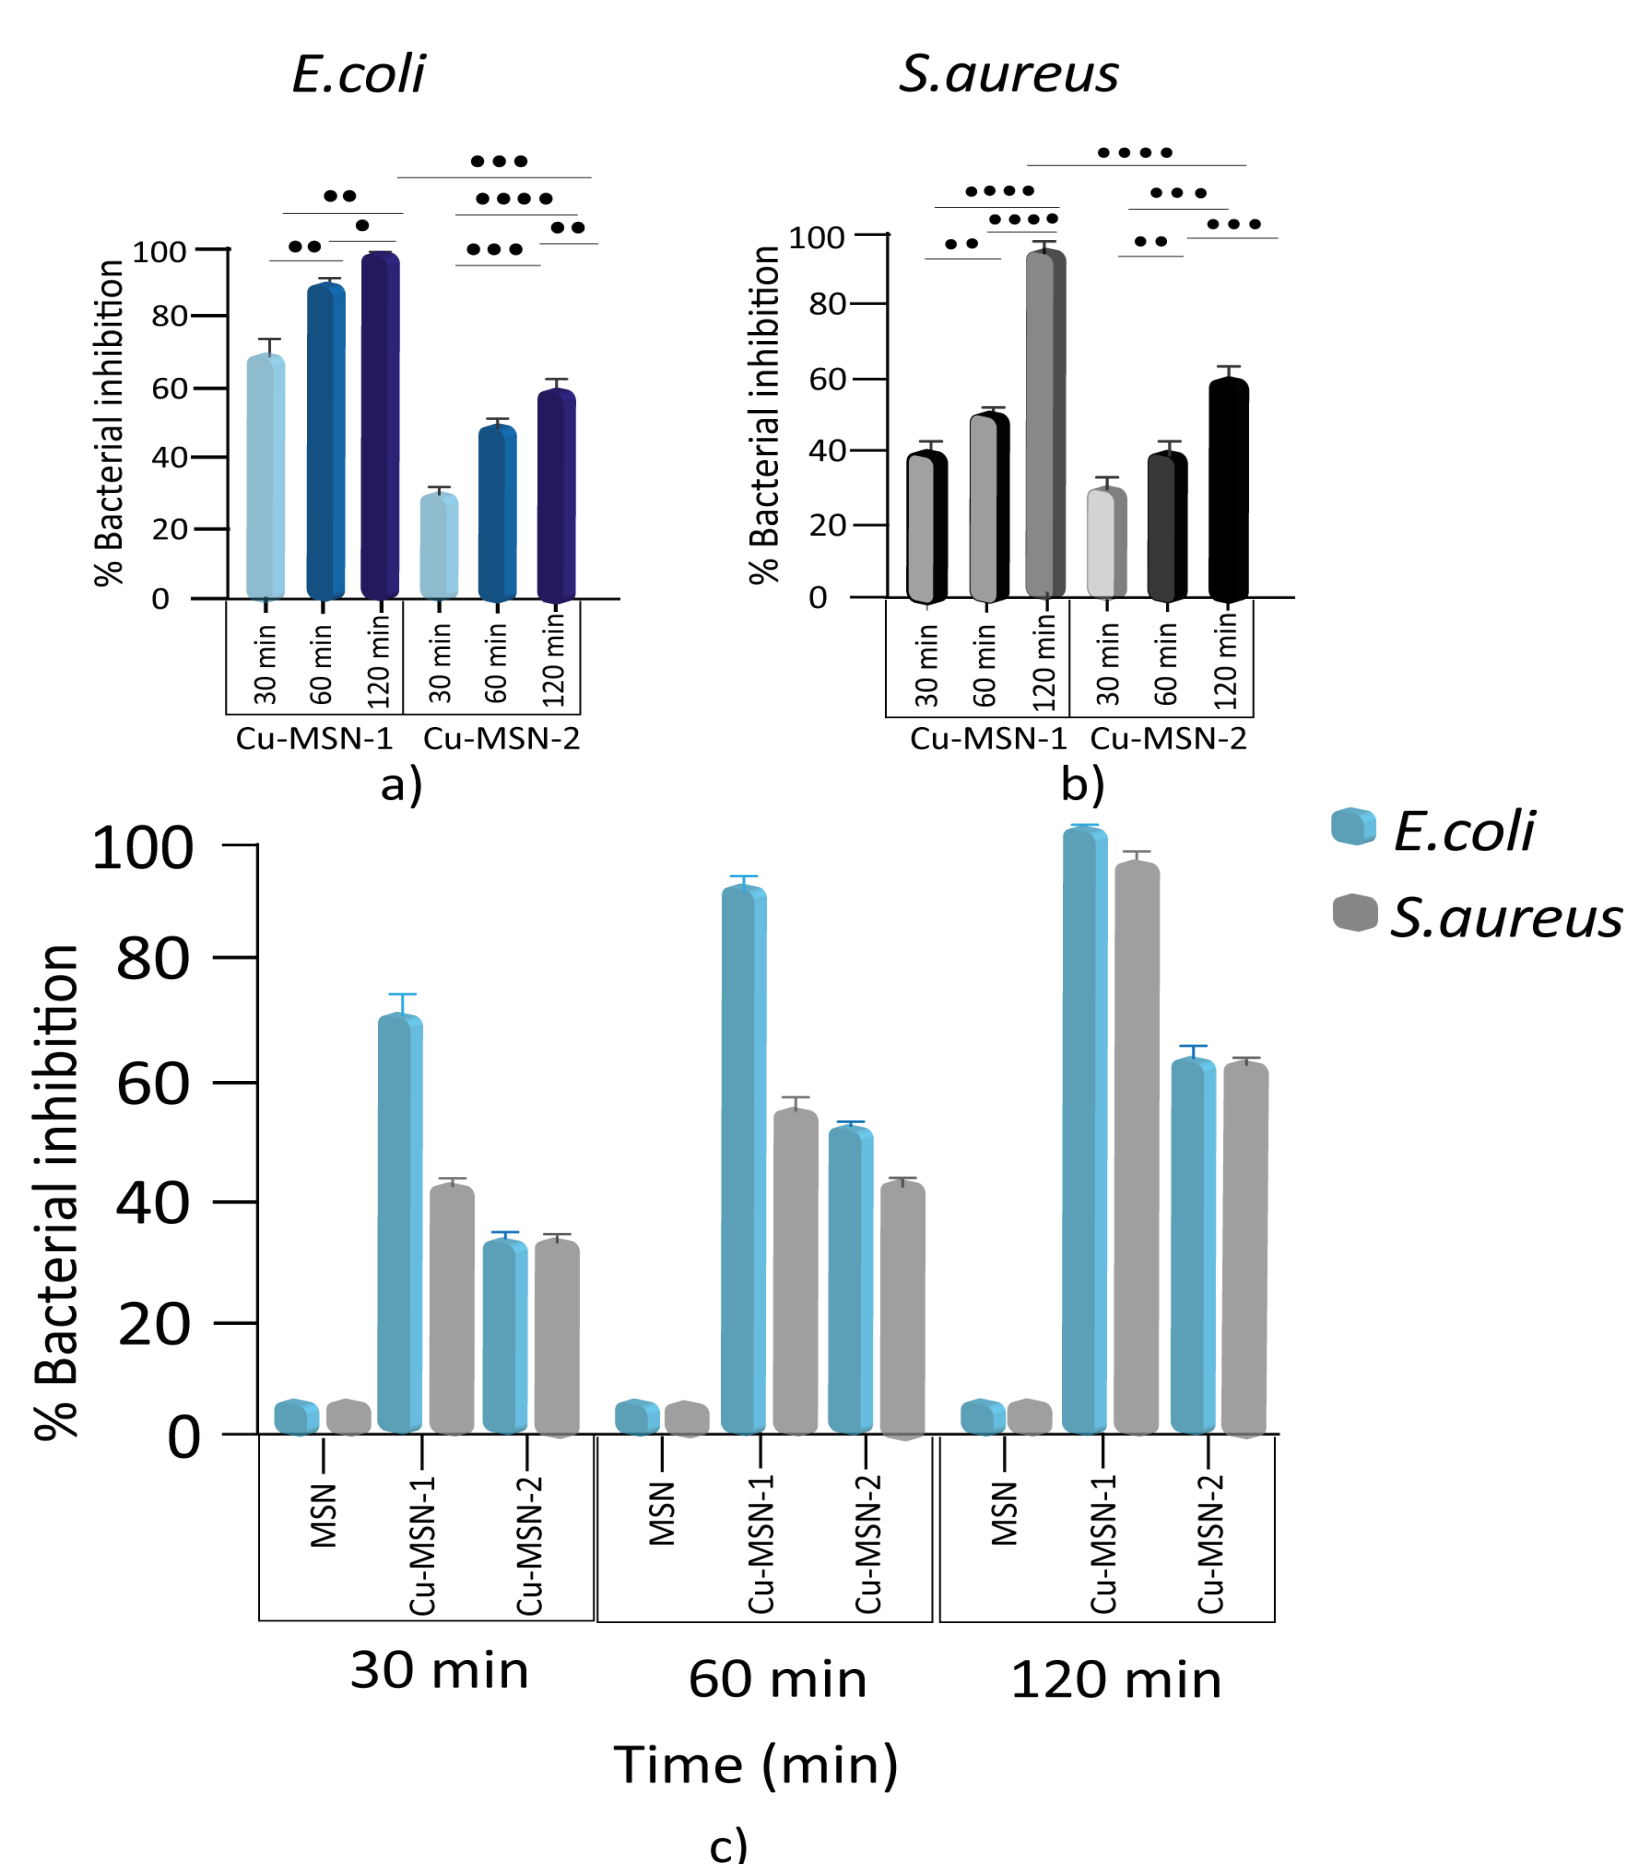 E.coli
% Bacterial inhibition
100
80
60
40
20
0
30 min
60 min
120 min
30 min
60 min
120 min
Cu-MSN-1
Cu-MSN-2
a)
S.aureus
% Bacterial inhibition
100
80
60
40
20
0
30 min
60 min
120 min
30 min
60 min
120 min
Cu-MSN-1
Cu-MSN-2
b)
E.coli
S.aureus
% Bacterial inhibition
100
80
60
40
20
0
MSN
Cu-MSN-1
Cu-MSN-2
MSN
Cu-MSN-1
Cu-MSN-2
MSN
Cu-MSN-1
Cu-MSN-2
30 min
60 min
120 min
Time (min)
c)